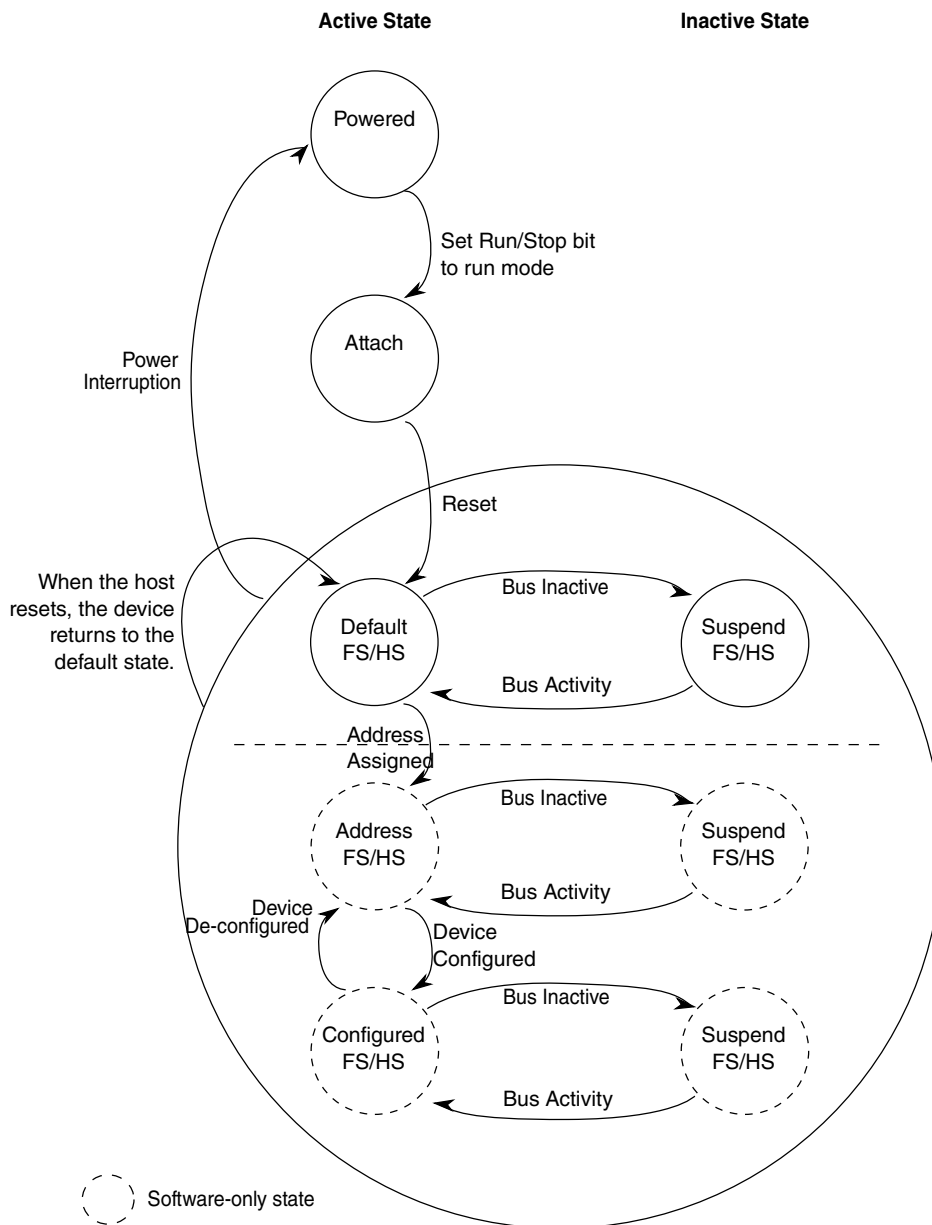 Active State
Inactive State
Powered
Set Run/Stop bit
to run mode
Attach
Power
Interruption
Reset
When the host
resets, the device
returns to the
default state.
Bus Inactive
Default
FS/HS
Suspend
FS/HS
Bus Activity
Address
Assigned
Bus Inactive
Address
FS/HS
Suspend
FS/HS
Bus Activity
Device
De-configured
Device
Configured
Bus Inactive
Configured
FS/HS
Suspend
FS/HS
Bus Activity
Software-only state